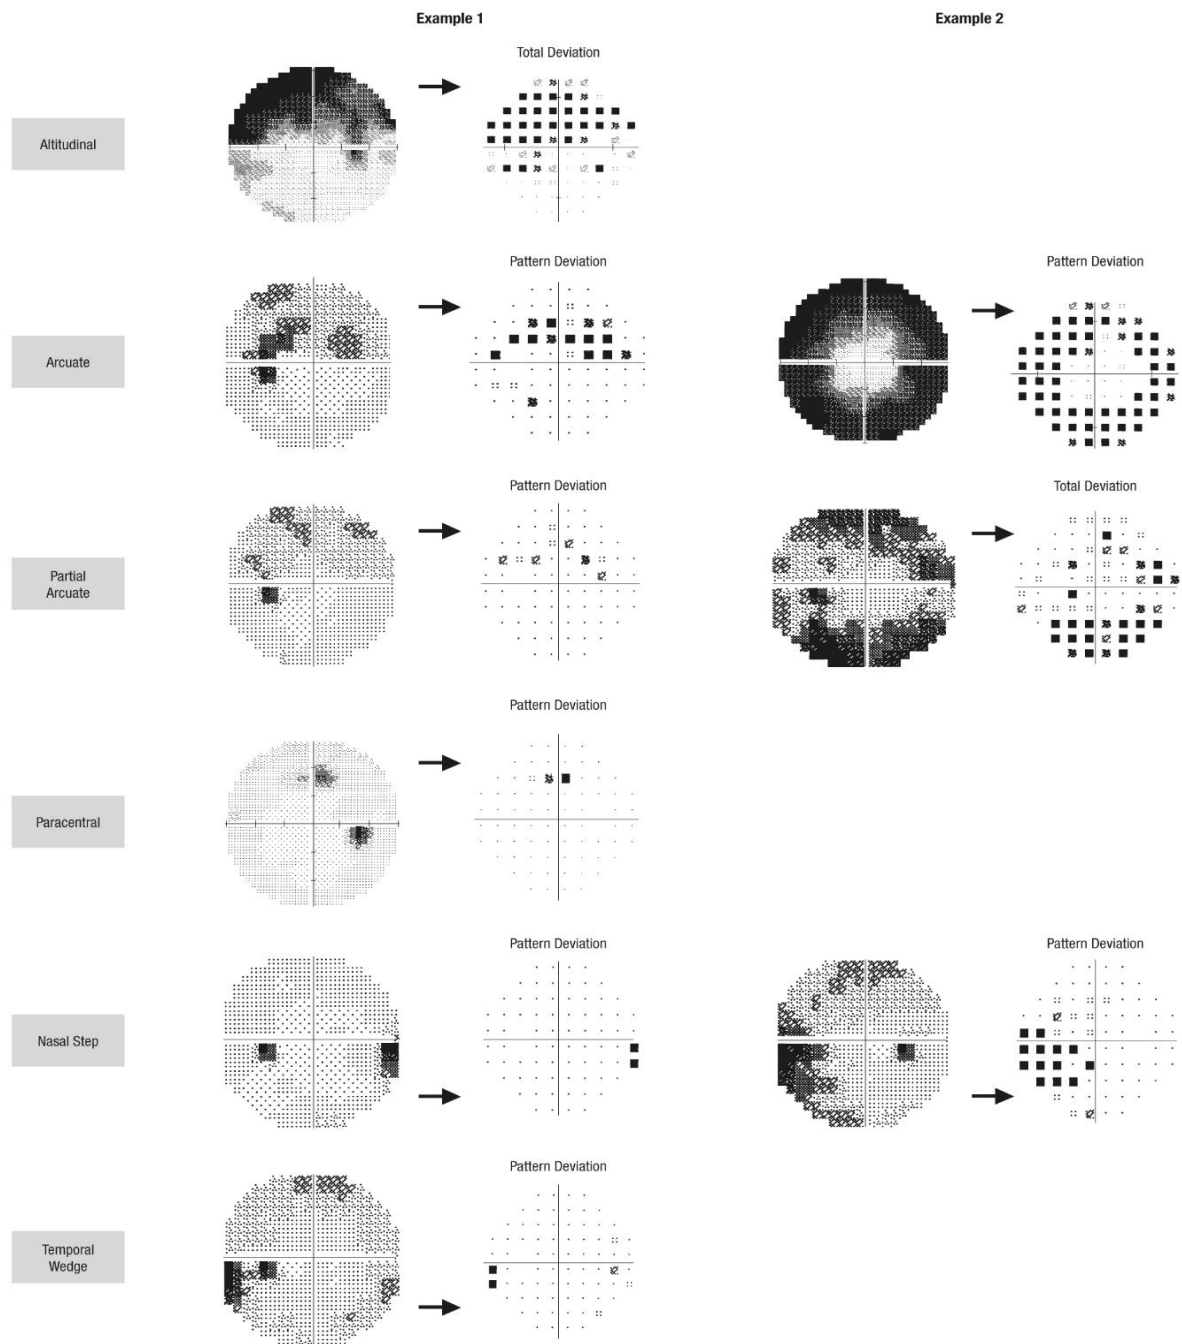 Example 1
Example 2
Altitudinal
Total Deviation
Arcuate
Pattern Deviation
Pattern Deviation
Partial
Arcuate
Pattern Deviation
Total Deviation
Paracentral
Pattern Deviation
Nasal Step
Pattern Deviation
Pattern Deviation
Temporal
Wedge
Pattern Deviation